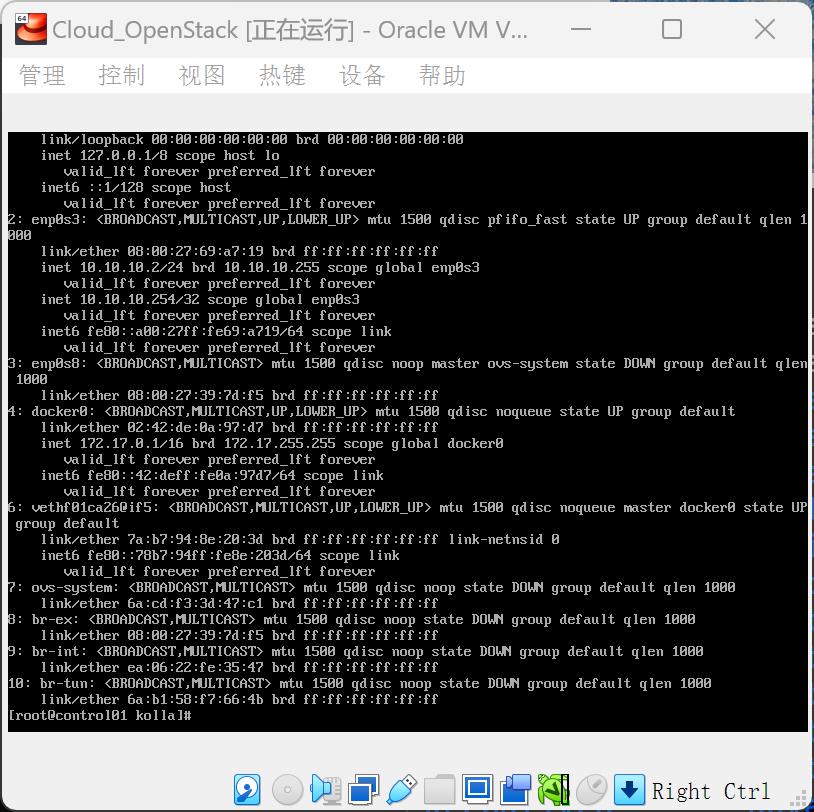 64
Cloud_OpenStack [正在运行] - Oracle VM V...
管理 控制 视图 热键 设备 帮助
link/loopback 00:00:00:00:00:00 brd 00:00:00:00:00:00
inet 127.0.0.1/8 scope host lo
valid_lft forever preferred_lft forever
inet6 ::1/128 scope host
valid_lft forever preferred_lft forever
2: enp0s3: <BROADCAST,MULTICAST,UP,LOWER_UP> mtu 1500 qdisc pfifo_fast state UP group default qlen 1
000
link/ether 08:00:27:69:a7:19 brd ff:ff:ff:ff:ff:ff
inet 10.10.10.2/24 brd 10.10.10.255 scope global enp0s3
valid_lft forever preferred_lft forever
inet 10.10.10.254/32 scope global enp0s3
valid_lft forever preferred_lft forever
inet6 fe80::a00:27ff:fe69:a719/64 scope link
valid_lft forever preferred_lft forever
3: enp0s8: <BROADCAST,MULTICAST> mtu 1500 qdisc noop master ovs-system state DOWN group default qlen
1000
link/ether 08:00:27:39:7d:f5 brd ff:ff:ff:ff:ff:ff
4: docker0: <BROADCAST,MULTICAST,UP,LOWER_UP> mtu 1500 qdisc noqueue state UP group default
link/ether 02:42:de:0a:97:d7 brd ff:ff:ff:ff:ff:ff
inet 172.17.0.1/16 brd 172.17.255.255 scope global docker0
valid_lft forever preferred_lft forever
inet6 fe80::42:deff:fe0a:97d7/64 scope link
valid_lft forever preferred_lft forever
6: vethf01ca26@if5: <BROADCAST,MULTICAST,UP,LOWER_UP> mtu 1500 qdisc noqueue master docker0 state UP
group default
link/ether 7a:b7:94:8e:20:3d brd ff:ff:ff:ff:ff:ff link-netnsid 0
inet6 fe80::78b7:94ff:fe8e:203d/64 scope link
valid_lft forever preferred_lft forever
7: ovs-system: <BROADCAST,MULTICAST> mtu 1500 qdisc noop state DOWN group default qlen 1000
link/ether 6a:cd:f3:3d:47:c1 brd ff:ff:ff:ff:ff:ff
8: br-ex: <BROADCAST,MULTICAST> mtu 1500 qdisc noop state DOWN group default qlen 1000
link/ether 08:00:27:39:7d:f5 brd ff:ff:ff:ff:ff:ff
9: br-int: <BROADCAST,MULTICAST> mtu 1500 qdisc noop state DOWN group default qlen 1000
link/ether ea:06:22:fe:35:47 brd ff:ff:ff:ff:ff:ff
10: br-tun: <BROADCAST,MULTICAST> mtu 1500 qdisc noop state DOWN group default qlen 1000
link/ether 6a:b1:58:f7:66:4b brd ff:ff:ff:ff:ff:ff
[root@control01 kolla]#
Right Ctrl